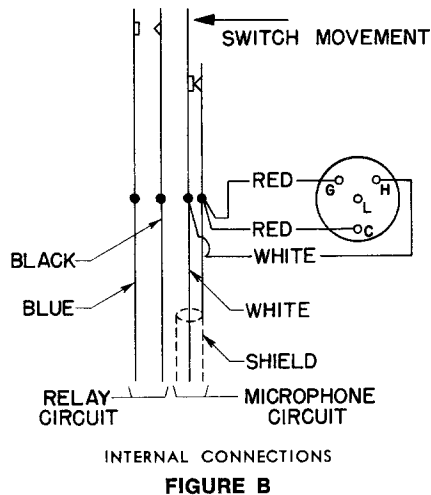 SWITCH MOVEMENT
RED
G
H
L
RED
C
WHITE
BLACK
BLUE
WHITE
SHIELD
RELAY
CIRCUIT
MICROPHONE
CIRCUIT
INTERNAL CONNECTIONS
FIGURE B